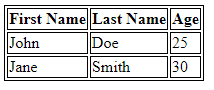 First Name Last Name Age
John Doe 25
Jane Smith 30